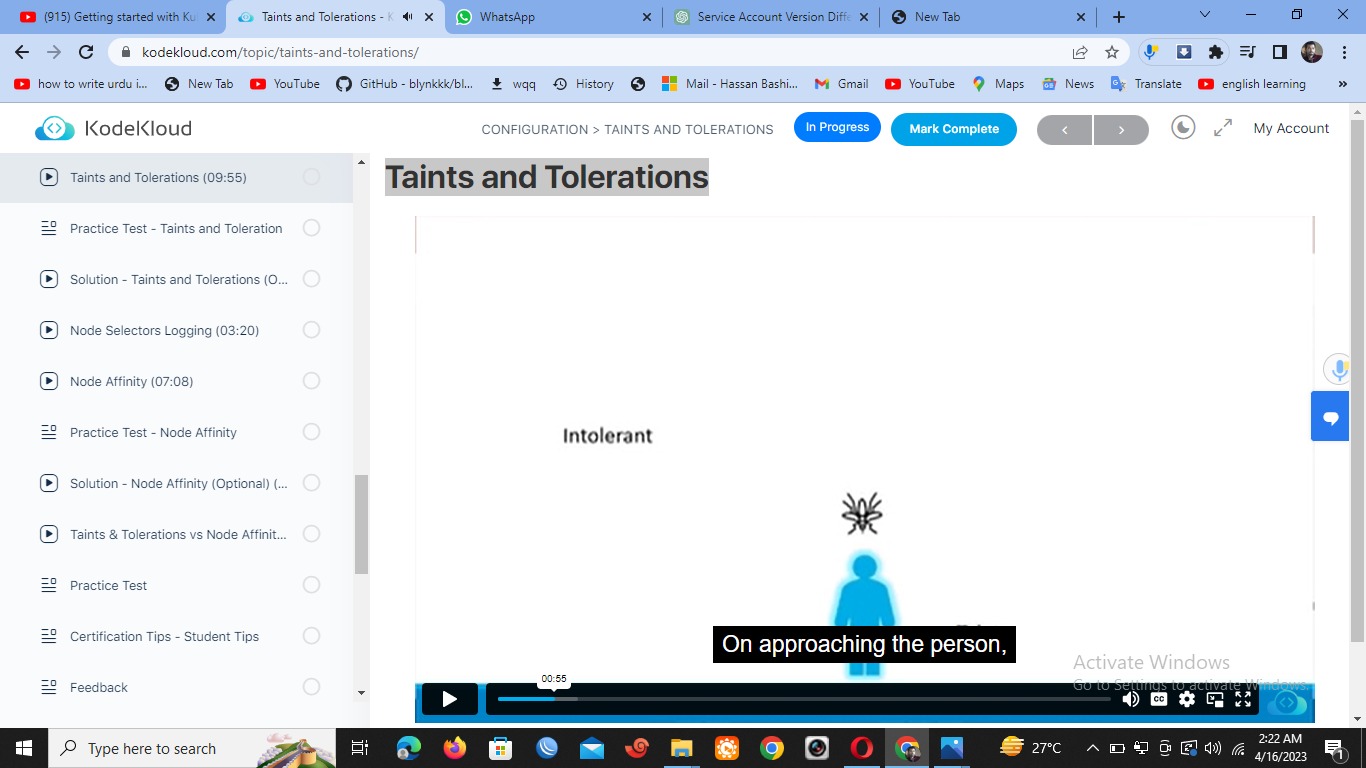 (915) Getting started with Ku
Taints and Tolerations - K
WhatsApp
Service Account Version Diffe
New Tab
kodekloud.com/topic/taints-and-tolerations/
how to write urdu i...
New Tab
YouTube
GitHub - blynkkk/bl...
wqq
History
Mail - Hassan Bashi...
Gmail
YouTube
Maps
News
Translate
english learning
»
KodeKloud
CONFIGURATION > TAINTS AND TOLERATIONS
In Progress
Mark Complete
My Account
Taints and Tolerations (09:55)
Practice Test - Taints and Toleration
Solution - Taints and Tolerations (O...
Node Selectors Logging (03:20)
Node Affinity (07:08)
Practice Test - Node Affinity
Solution - Node Affinity (Optional) (...
Taints & Tolerations vs Node Affinit...
Practice Test
Certification Tips - Student Tips
Feedback
Taints and Tolerations
Intolerant
On approaching the person,
Activate Windows
Go to Settings to activate Windows.
00:55
CC
Type here to search
27°C
2:22 AM
4/16/2023
1